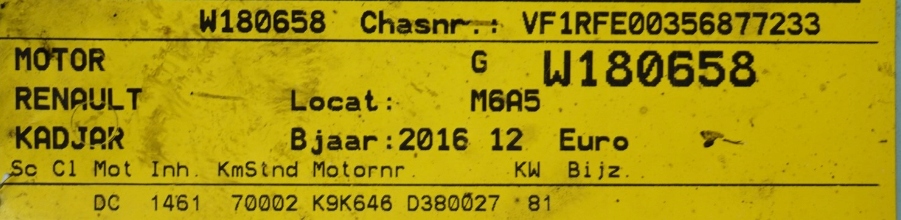 W180658 Chasnr.: VF1RFE00356877233
MOTOR G W180658
RENAULT Locat: M6A5
KADJAR Bjaar:2016 12 Euro
Sc Cl Mot Inh. KmStnd Motornr. KW Bijz.
DC 1461 70002 K9K646 D380027 81